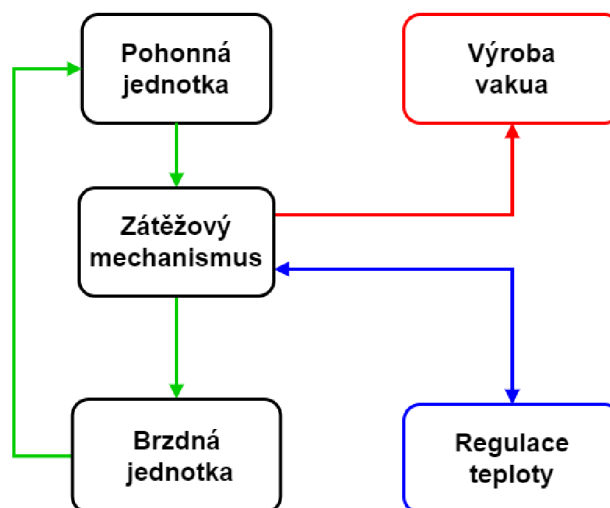 Pohonná
jednotka
Výroba
vakua
Zátěžový
mechanismus
Brzdná
jednotka
Regulace
teploty